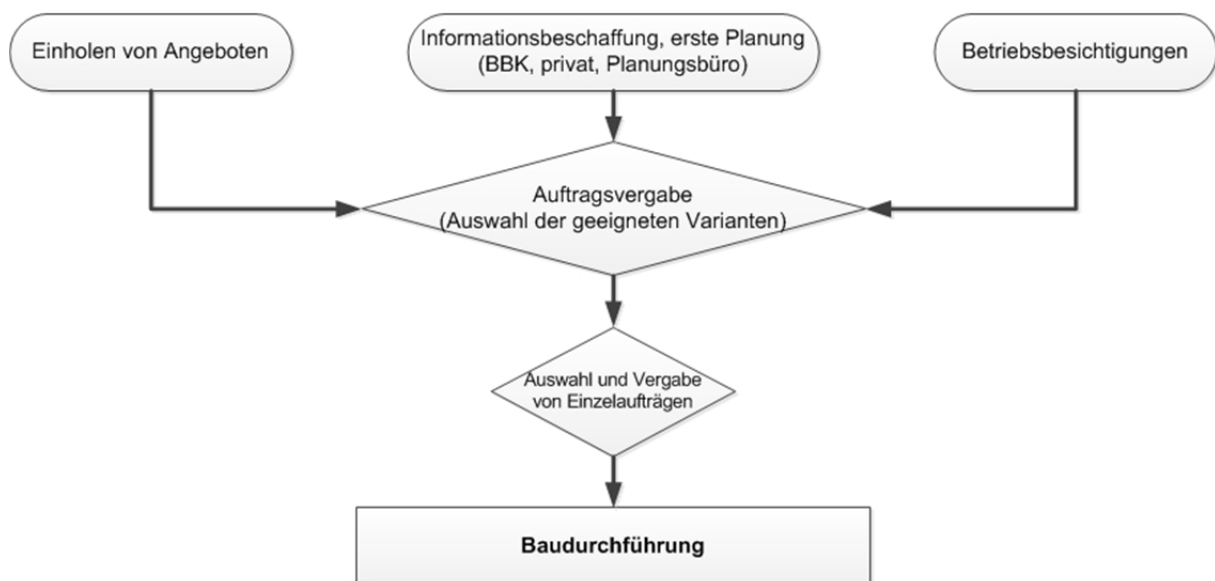 Einholen von Angeboten
Informationsbeschaffung, erste Planung
(BBK, privat, Planungsbüro)
Betriebsbesichtigungen
Auftragsvergabe
(Auswahl der geeigneten Varianten)
Auswahl und Vergabe
von Einzelaufträgen
Baudurchführung